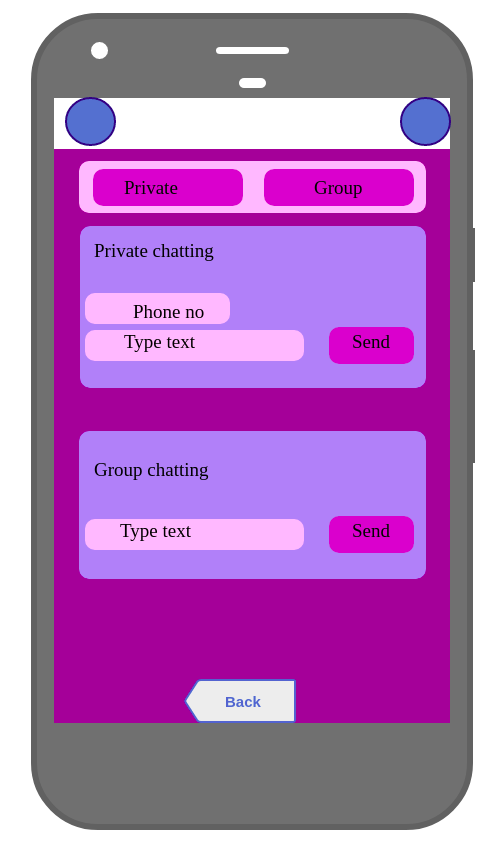 Private
Group
Private chatting
Phone no
Type text
Send
Group chatting
Type text
Send
Back